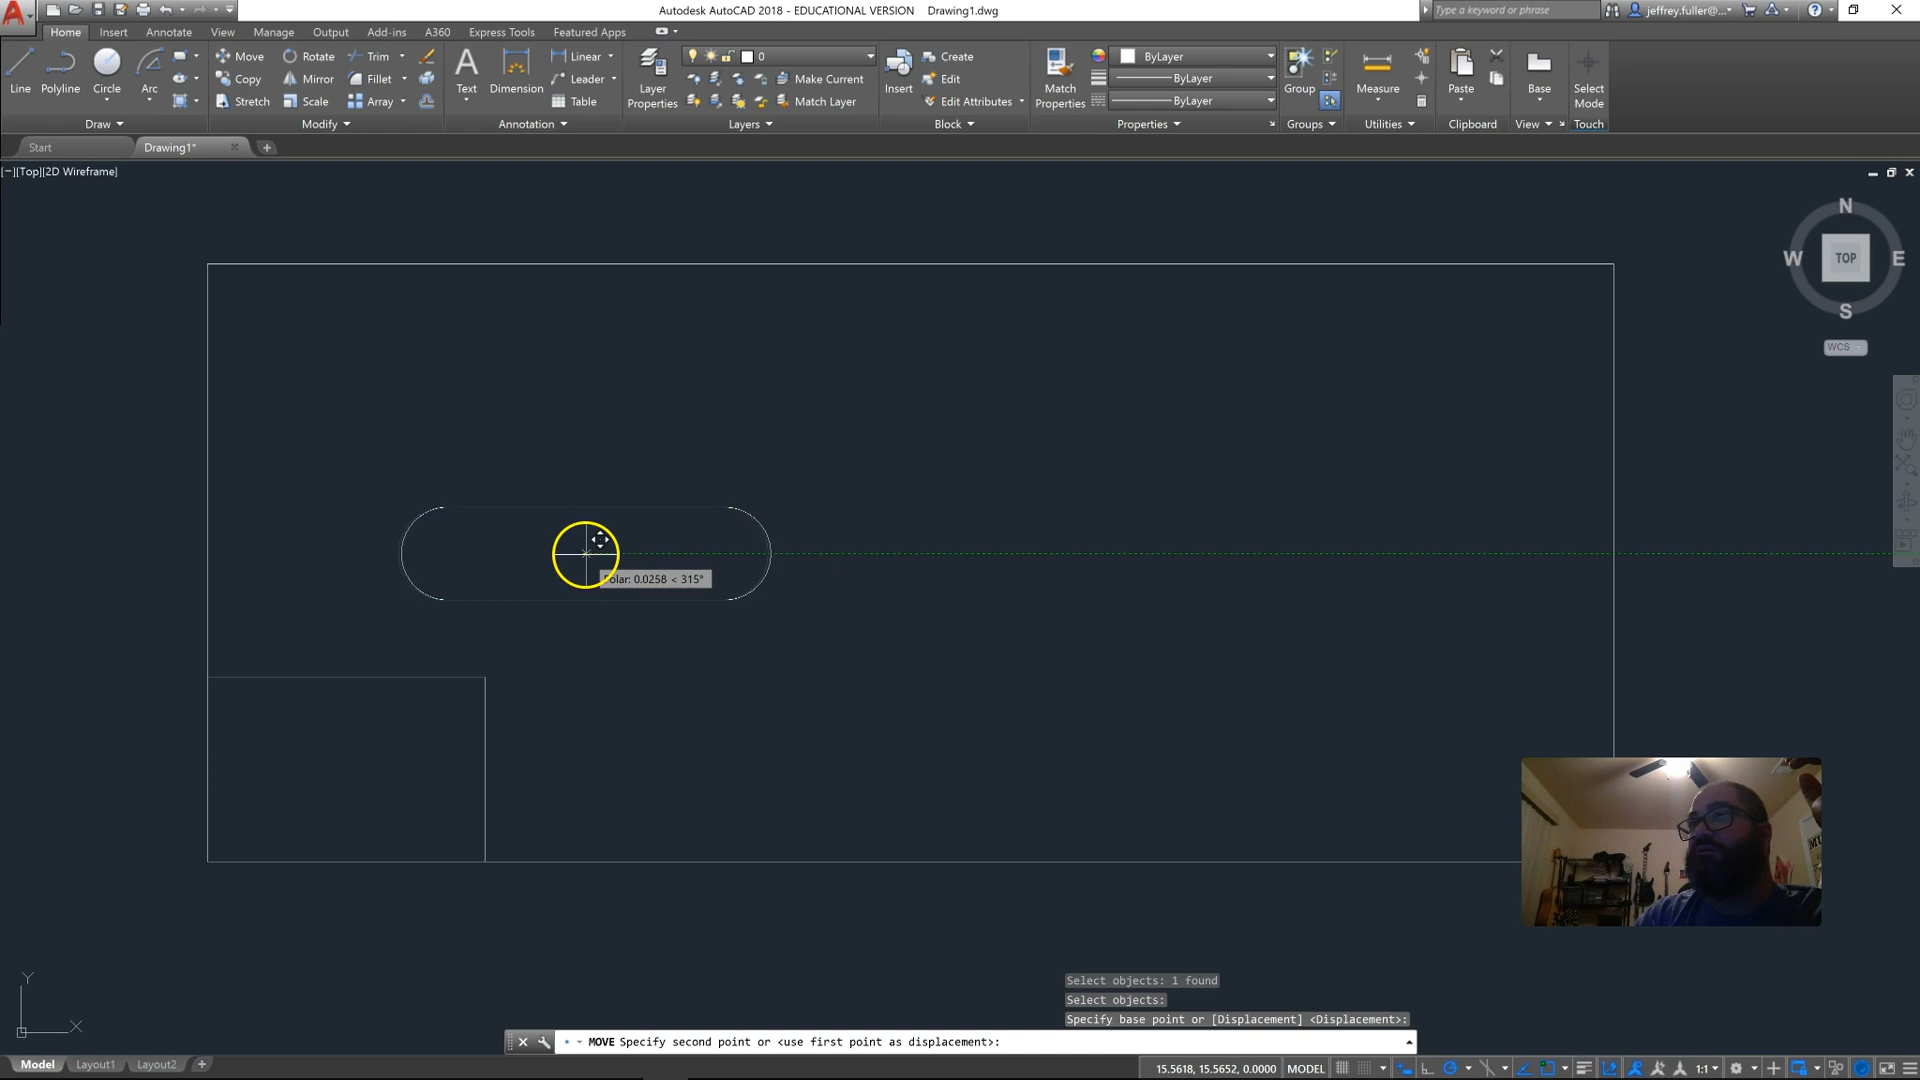 Autodesk AutoCAD 2018 - EDUCATIONAL VERSION    Drawing1.dwg
Type a keyword or phrase
jeffrey.fuller@...
Home Insert Annotate View Manage Output Add-ins A360 Express Tools Featured Apps
Line Polyline Circle Arc
Move Rotate Trim
Copy Mirror Fillet
Stretch Scale Array
Text Dimension
Linear
Leader
Table
Layer Properties
0
Make Current
Match Layer
Insert
Create
Edit
Edit Attributes
Match Properties
ByLayer
ByLayer
ByLayer
Group
Measure
Paste
Base
Select Mode
Draw Modify Annotation Layers Block Properties Groups Utilities Clipboard View Touch
Start Drawing1*
[−][Top][2D Wireframe]
N
W TOP E
S
WCS
Polar: 0.0258 < 315°
Y
X
Select objects: 1 found
Select objects:
Specify base point or [Displacement] <Displacement>:
MOVE Specify second point or <use first point as displacement>:
Model Layout1 Layout2
15.5618, 15.5652, 0.0000 MODEL 1:1